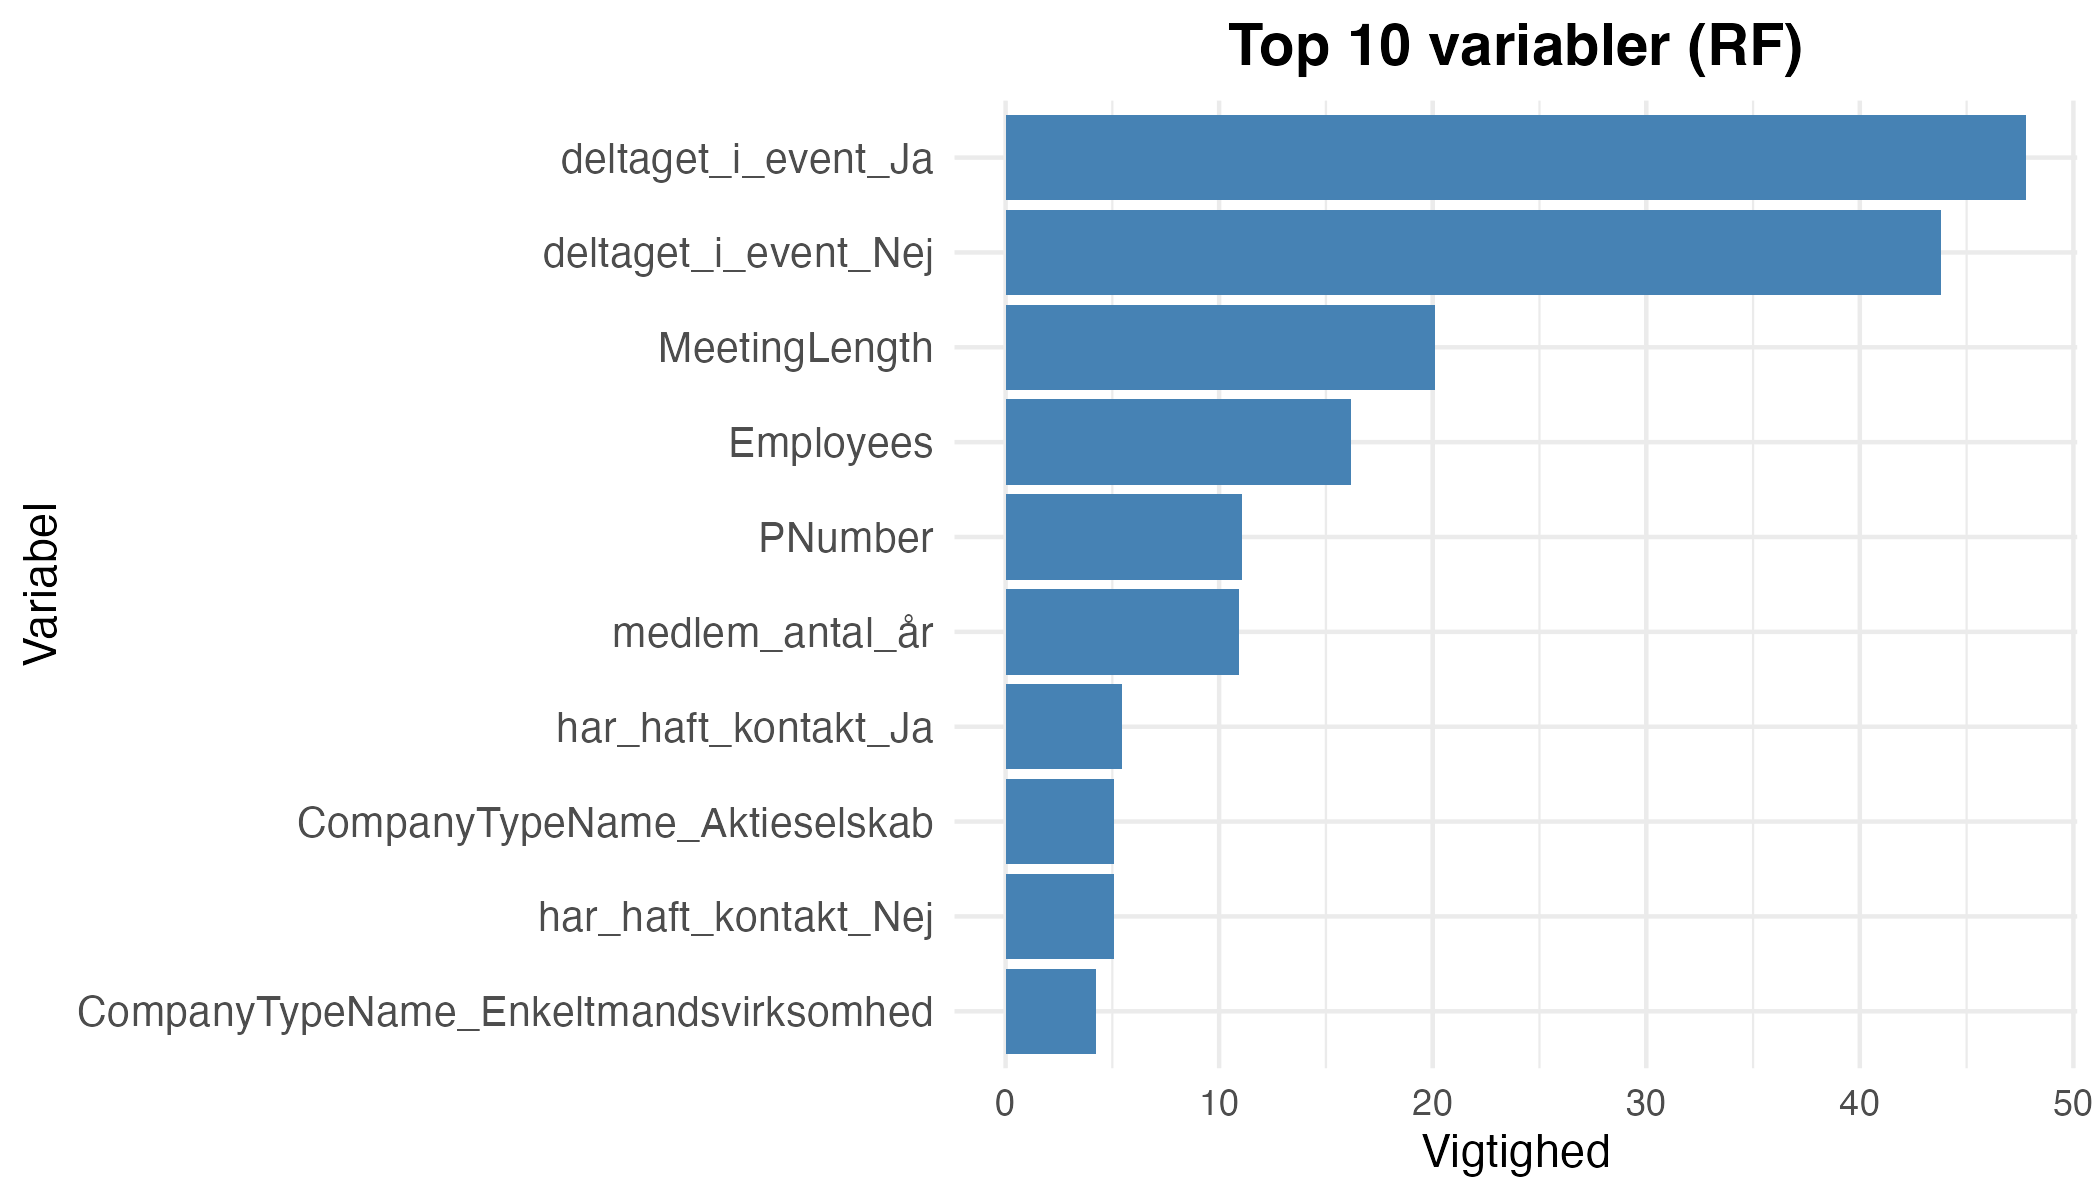 Top 10 variabler (RF)
Variabel
deltaget_i_event_Ja
deltaget_i_event_Nej
MeetingLength
Employees
PNumber
medlem_antal_år
har_haft_kontakt_Ja
CompanyTypeName_Aktieselskab
har_haft_kontakt_Nej
CompanyTypeName_Enkeltmandsvirksomhed
0 10 20 30 40 50
Vigtighed